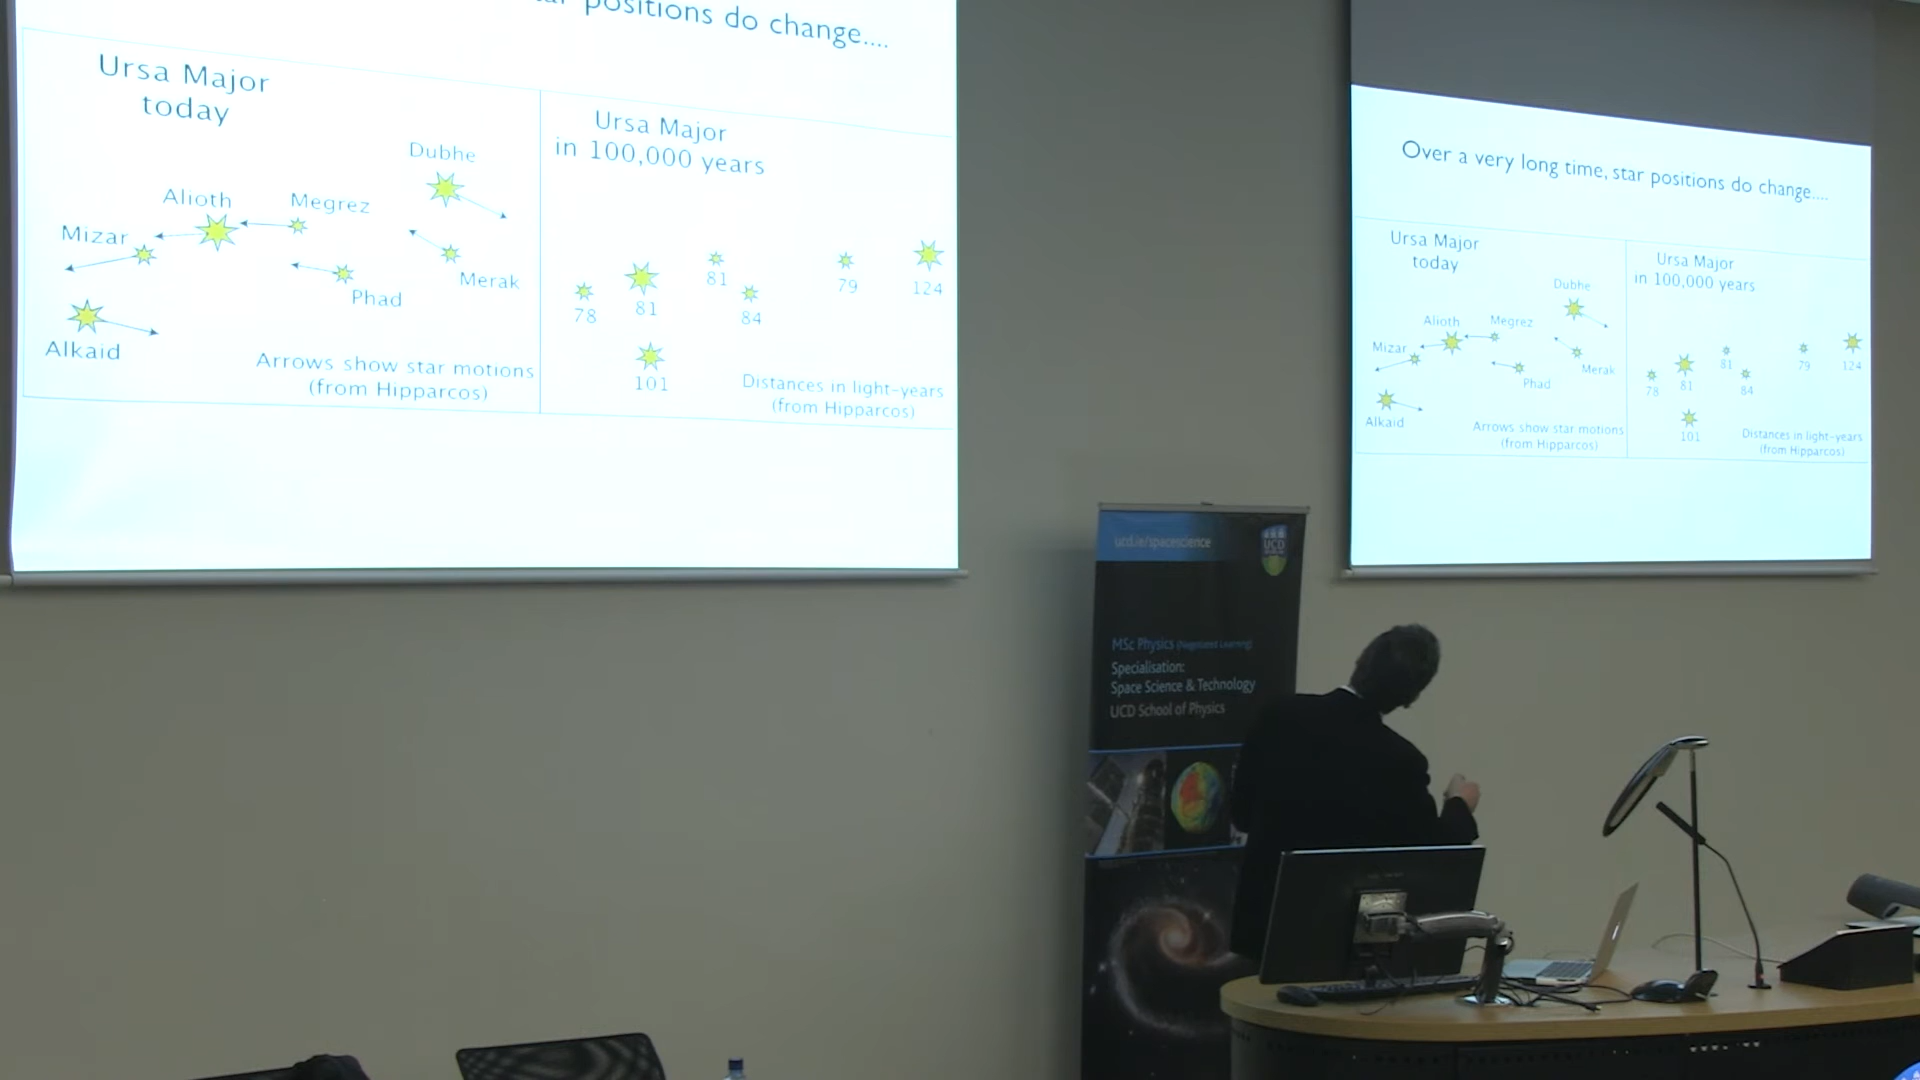 star positions do change....
Ursa Major
today
Dubhe
Alioth
Megrez
Mizar
Merak
Phad
Alkaid
Arrows show star motions
(from Hipparcos)
Ursa Major
in 100,000 years
81
79
124
78
81
84
101
Distances in light-years
(from Hipparcos)
Over a very long time, star positions do change....
Ursa Major
today
Dubhe
Alioth
Megrez
Mizar
Merak
Phad
Alkaid
Arrows show star motions
(from Hipparcos)
Ursa Major
in 100,000 years
81
79
124
78
81
84
101
Distances in light-years
(from Hipparcos)
ucd.ie/spacescience
UCD
MSc Physics (Negotiated Learning)
Specialisation:
Space Science & Technology
UCD School of Physics